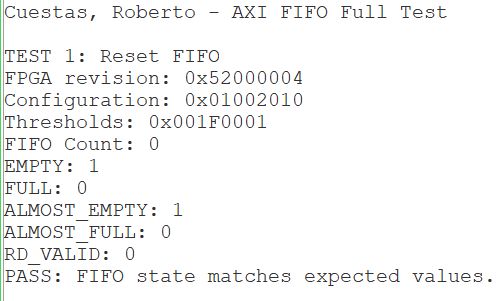 Cuestas, Roberto - AXI FIFO Full Test
TEST 1: Reset FIFO
FPGA revision: 0x52000004
Configuration: 0x01002010
Thresholds: 0x001F0001
FIFO Count: 0
EMPTY: 1
FULL: 0
ALMOST_EMPTY: 1
ALMOST_FULL: 0
RD_VALID: 0
PASS: FIFO state matches expected values.